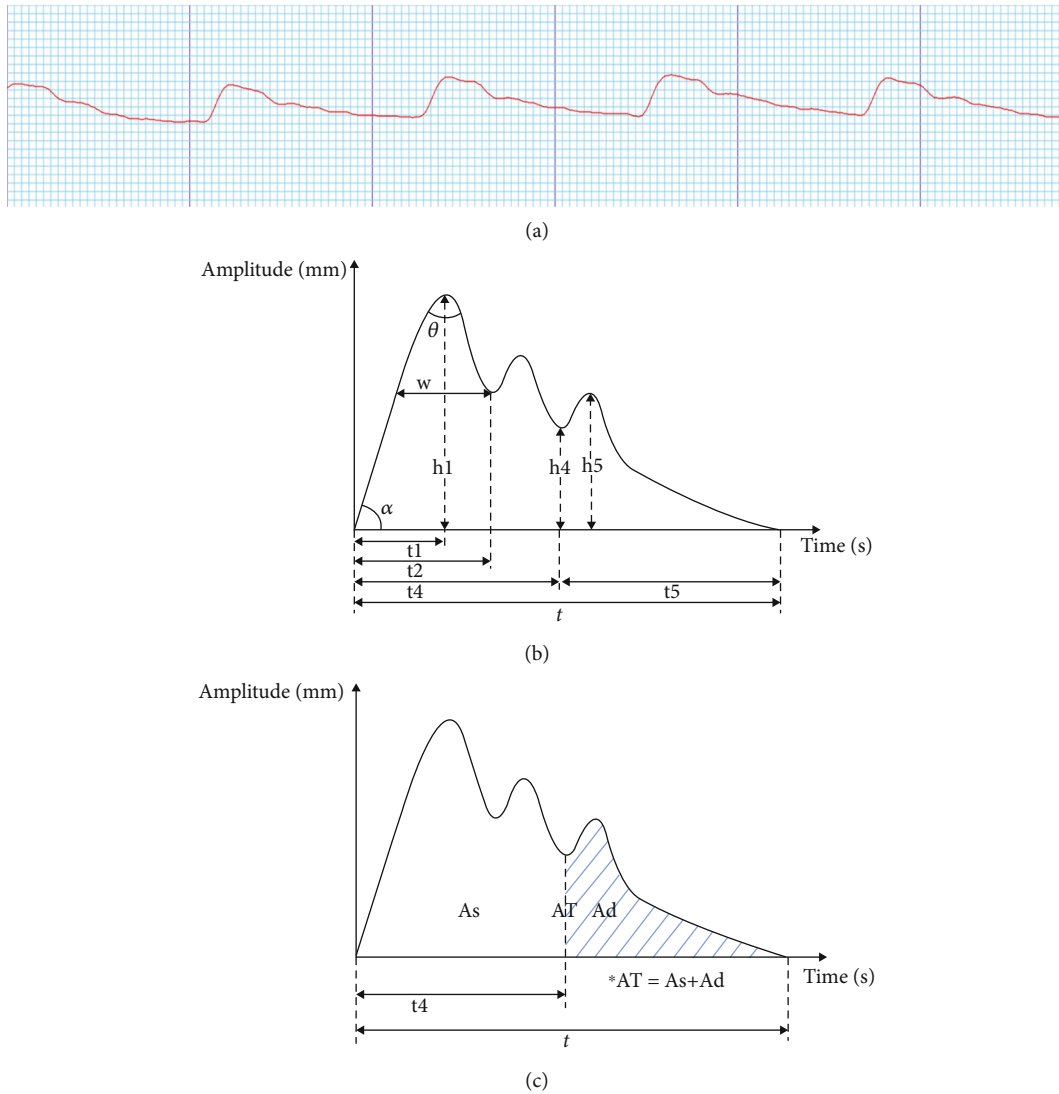 (a)
Amplitude (mm)
θ
w
h1
h4
h5
α
Time (s)
t1
t2
t4
t5
t
(b)
Amplitude (mm)
As
AT
Ad
Time (s)
*AT = As+Ad
t4
t
(c)